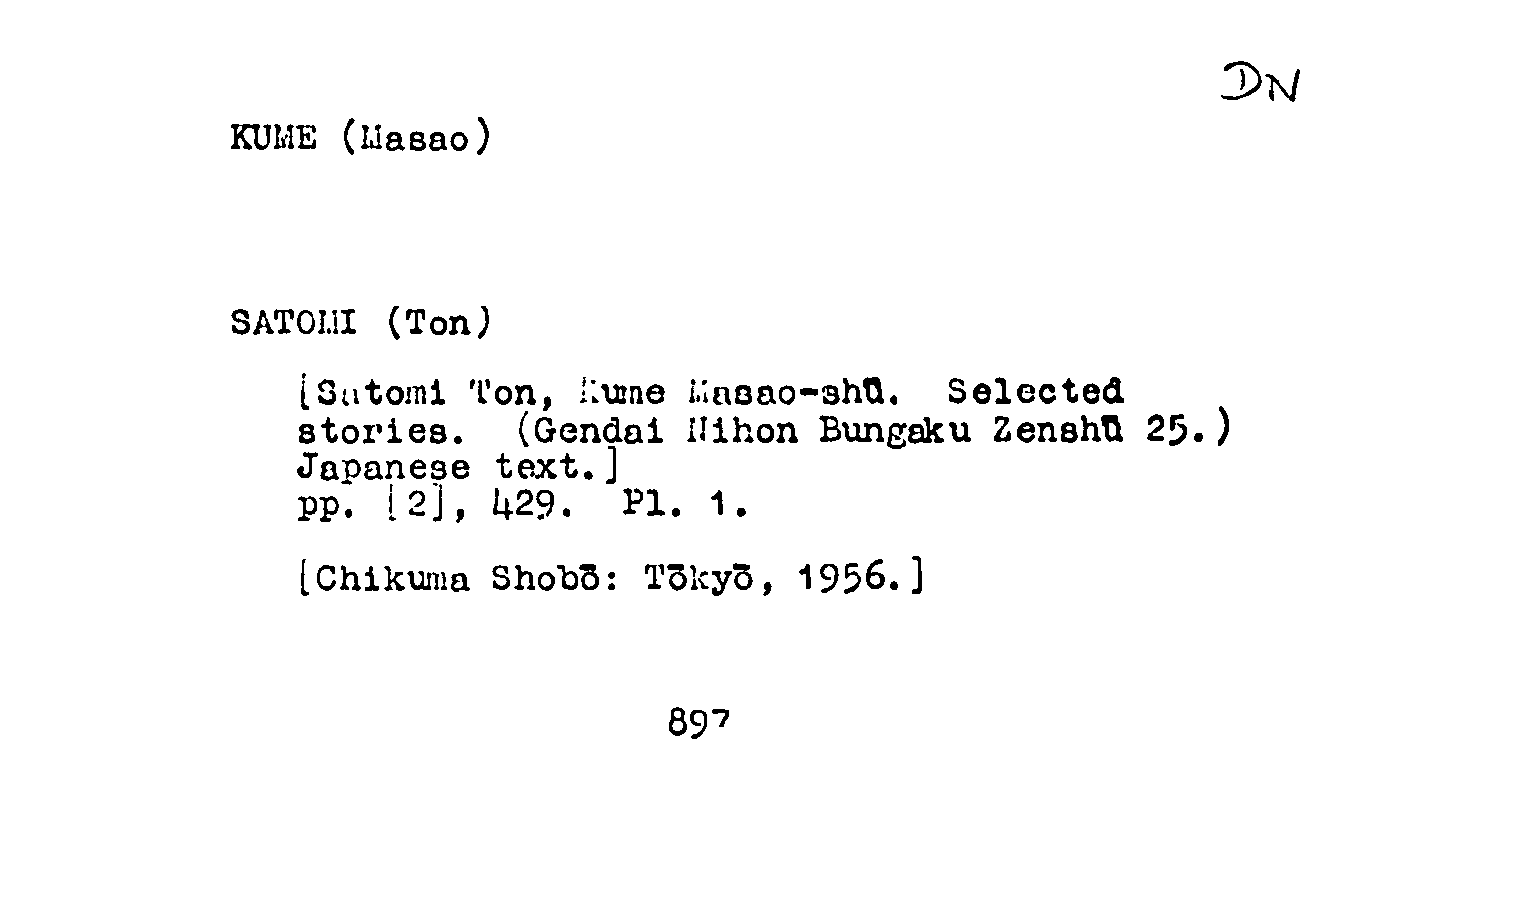 DN
KUME (Masao)
SATOMI (Ton)
[Satomi Ton, Kume Masao-shū. Selected
stories. (Gendai Nihon Bungaku Zenshū 25.)
Japanese text.]
pp. [2], 429. Pl. 1.
[Chikuma Shobō: Tōkyō, 1956.]
897